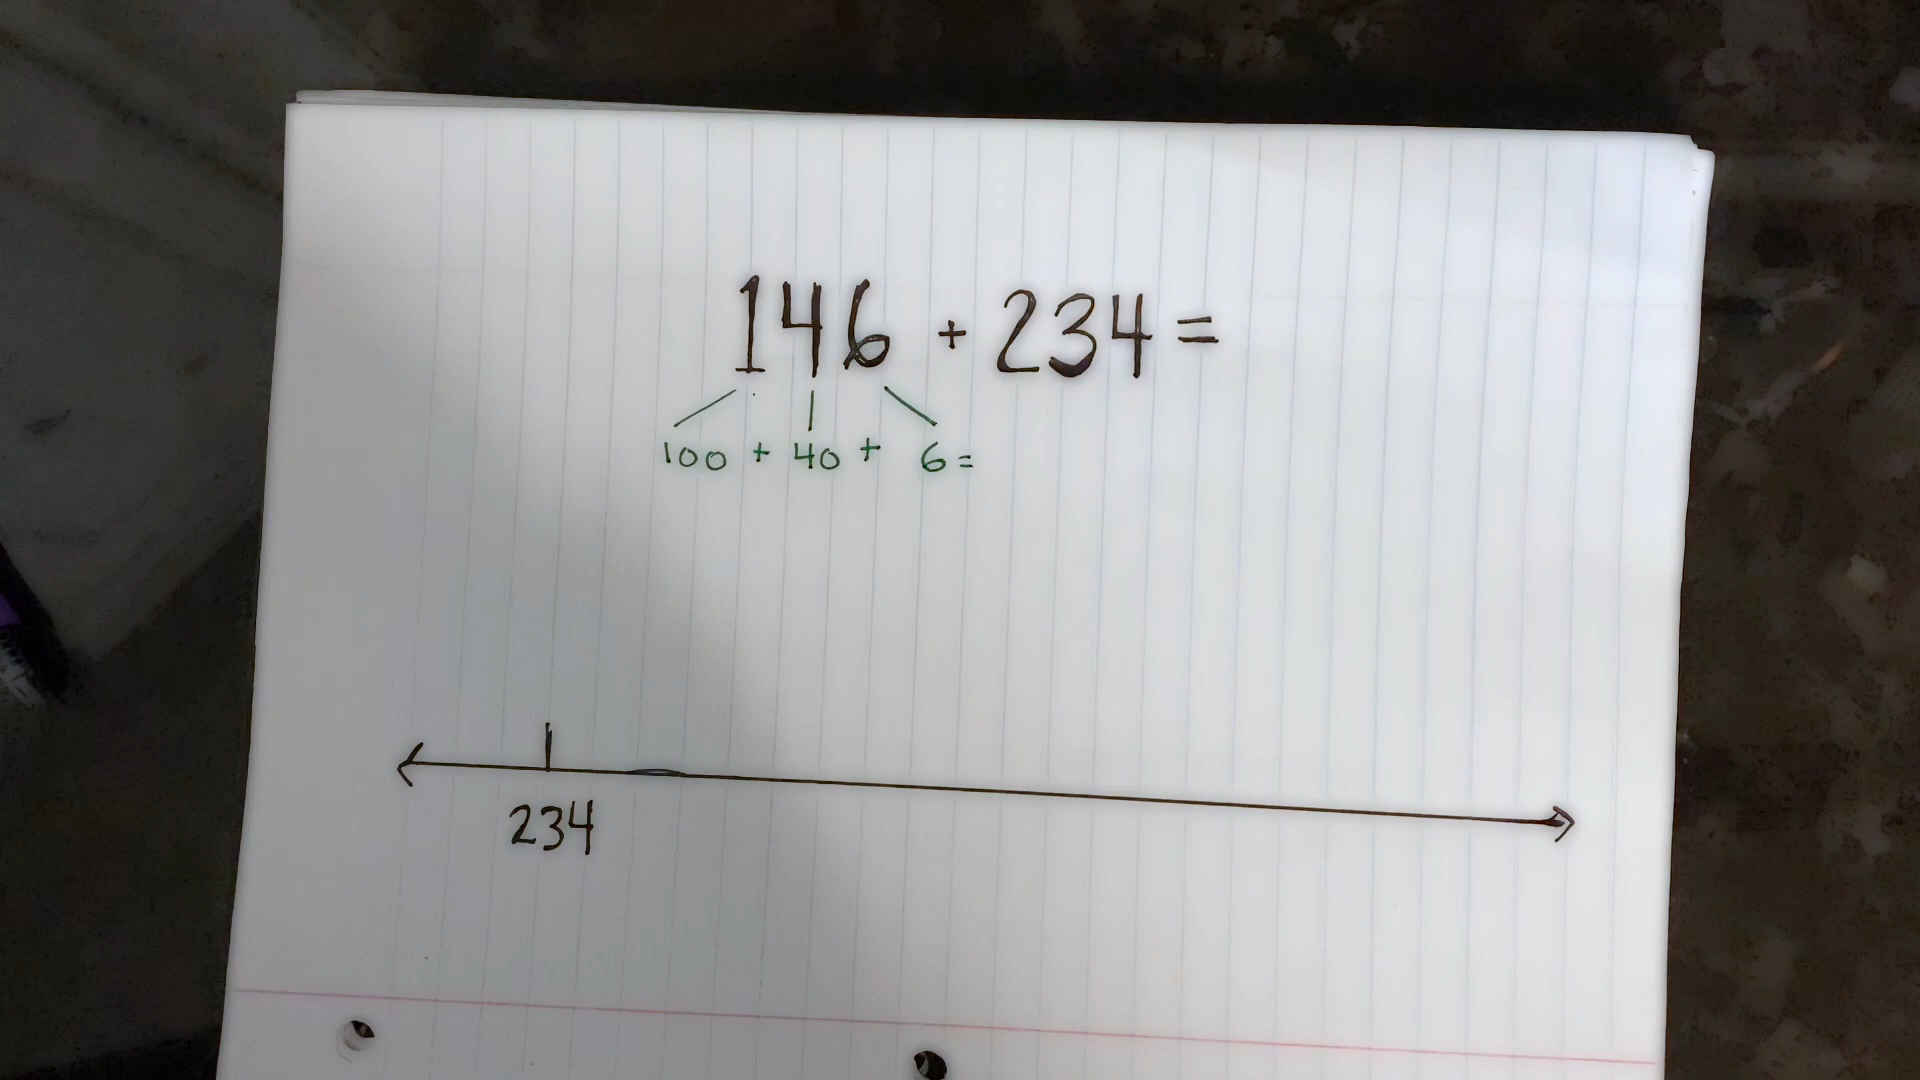 146 + 234 =
100 + 40 + 6 =
234